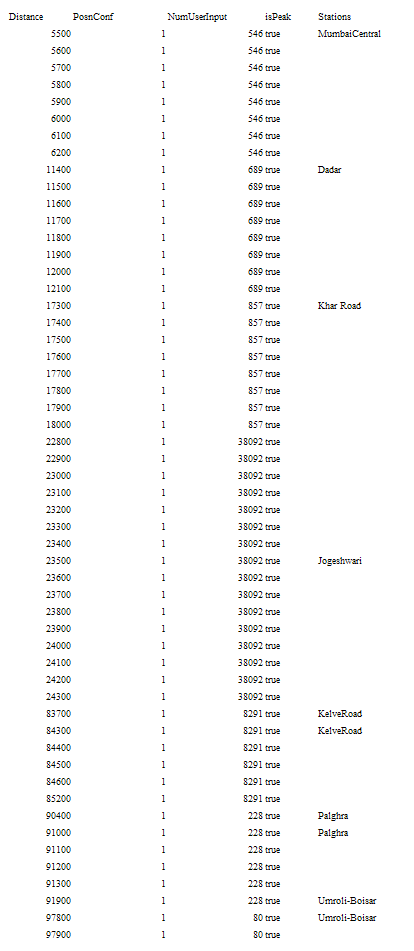 Distance PosnConf NumUserInput isPeak Stations
5500 1 546 true MumbaiCentral
5600 1 546 true
5700 1 546 true
5800 1 546 true
5900 1 546 true
6000 1 546 true
6100 1 546 true
6200 1 546 true
11400 1 689 true Dadar
11500 1 689 true
11600 1 689 true
11700 1 689 true
11800 1 689 true
11900 1 689 true
12000 1 689 true
12100 1 689 true
17300 1 857 true Khar Road
17400 1 857 true
17500 1 857 true
17600 1 857 true
17700 1 857 true
17800 1 857 true
17900 1 857 true
18000 1 857 true
22800 1 38092 true
22900 1 38092 true
23000 1 38092 true
23100 1 38092 true
23200 1 38092 true
23300 1 38092 true
23400 1 38092 true
23500 1 38092 true Jogeshwari
23600 1 38092 true
23700 1 38092 true
23800 1 38092 true
23900 1 38092 true
24000 1 38092 true
24100 1 38092 true
24200 1 38092 true
24300 1 38092 true
83700 1 8291 true KelveRoad
84300 1 8291 true KelveRoad
84400 1 8291 true
84500 1 8291 true
84600 1 8291 true
85200 1 8291 true
90400 1 228 true Palghra
91000 1 228 true Palghra
91100 1 228 true
91200 1 228 true
91300 1 228 true
91900 1 228 true Umroli-Boisar
97800 1 80 true Umroli-Boisar
97900 1 80 true